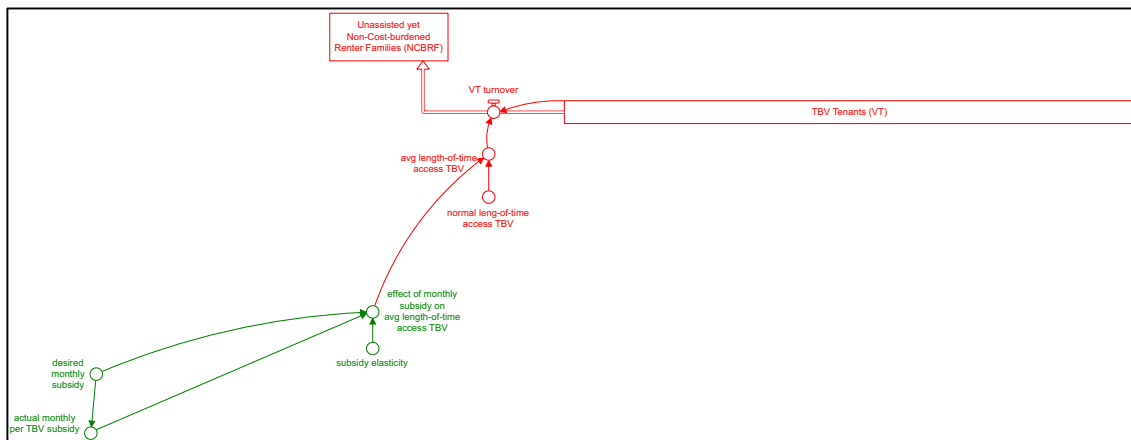 Unassisted yet
Non-Cost-burdened
Renter Families (NCBRF)
VT turnover
TBV Tenants (VT)
avg length-of-time
access TBV
normal leng-of-time
access TBV
effect of monthly
subsidy on
avg length-of-time
access TBV
subsidy elasticity
desired
monthly
subsidy
actual monthly
per TBV subsidy